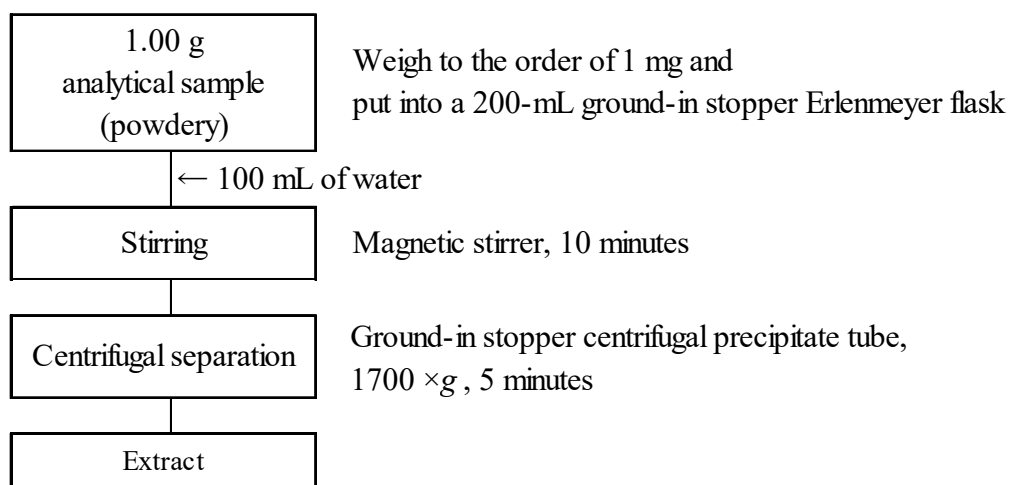 1.00 g
analytical sample
(powdery)
Weigh to the order of 1 mg and
put into a 200-mL ground-in stopper Erlenmeyer flask
← 100 mL of water
Stirring
Magnetic stirrer, 10 minutes
Centrifugal separation
Ground-in stopper centrifugal precipitate tube,
1700 ×g , 5 minutes
Extract